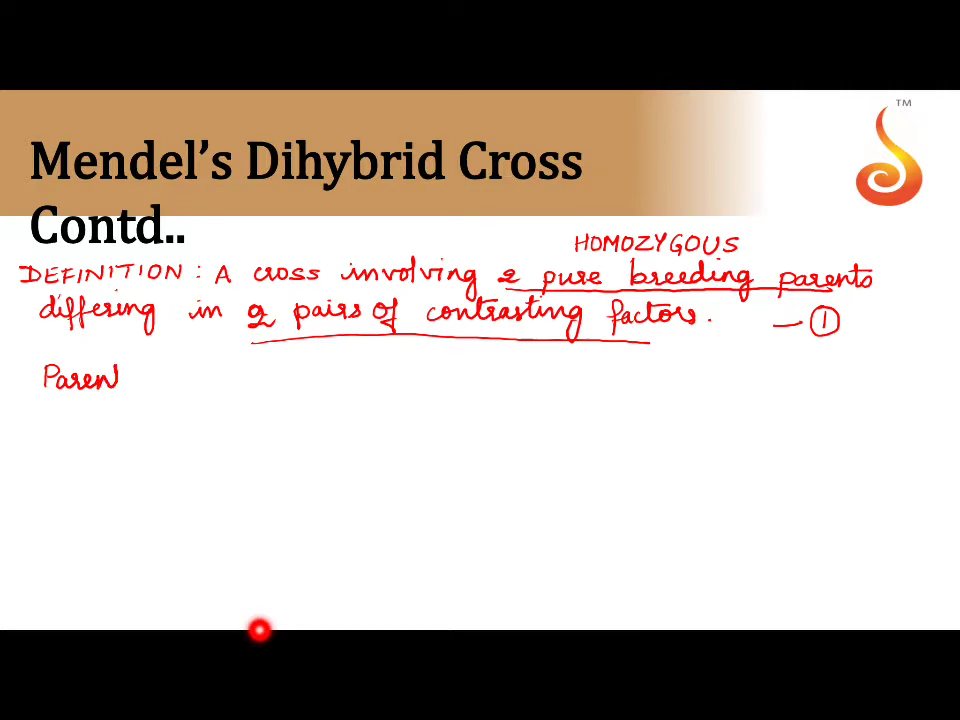 TM
Mendel’s Dihybrid Cross
Contd..
HOMOZYGOUS
DEFINITION : A cross involving 2 pure breeding parents
differing in 2 pairs of contrasting factors. — 1
Paren